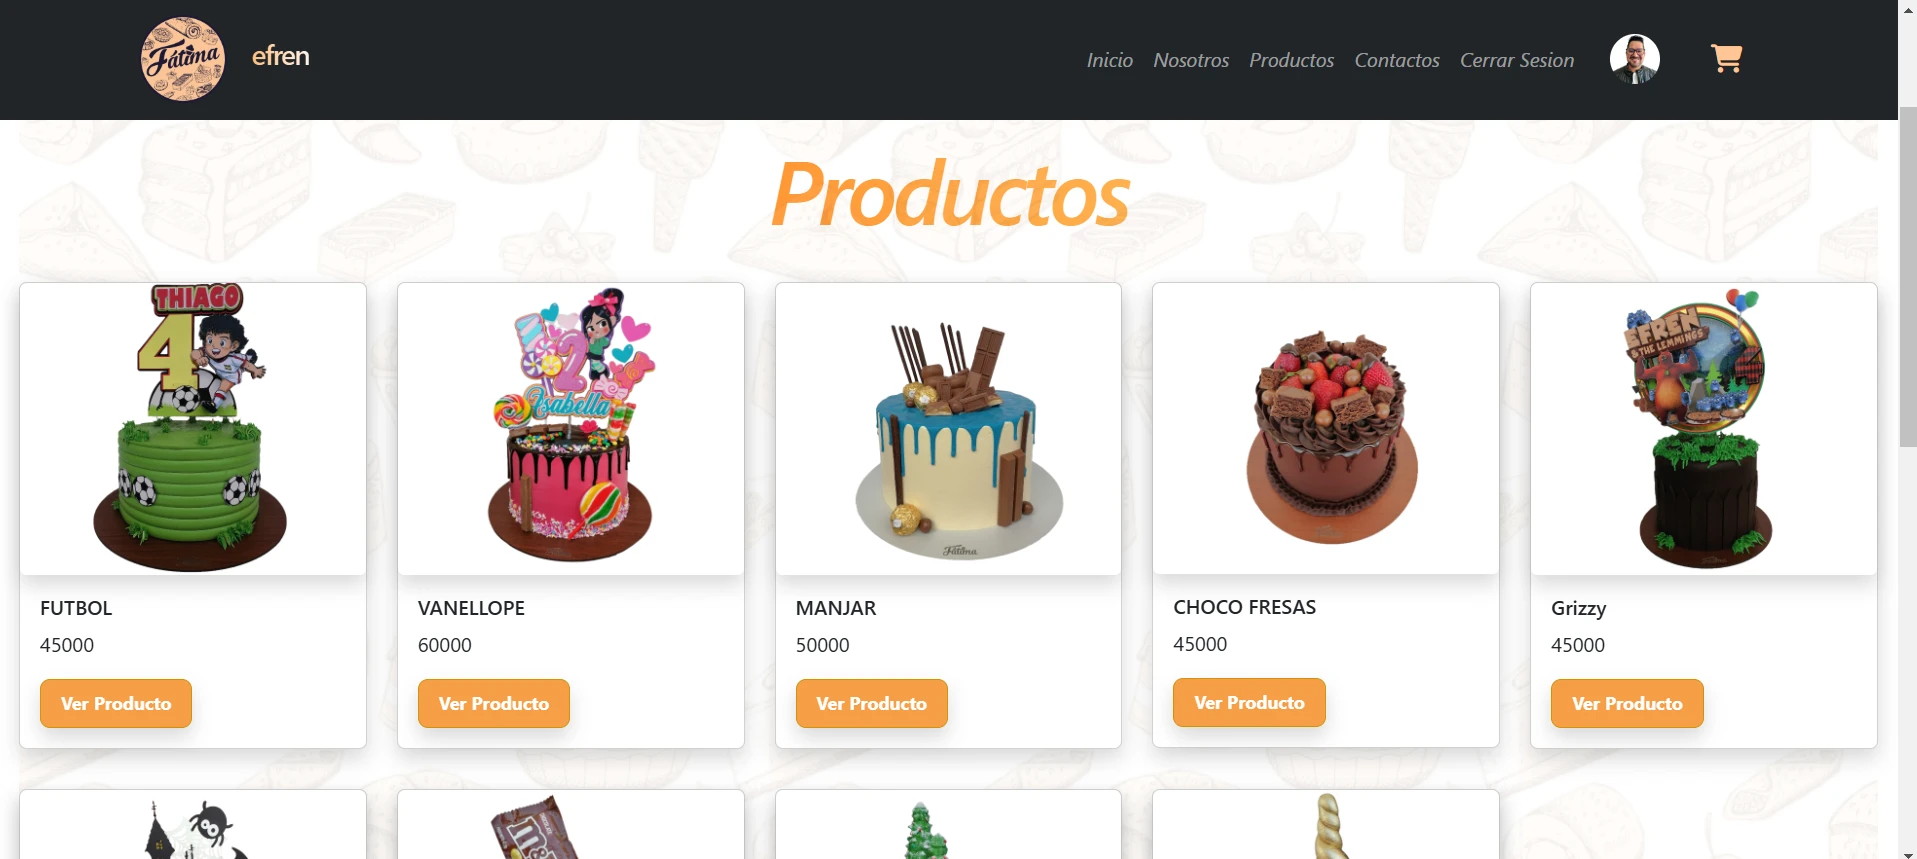 Fátima
efren
Inicio
Nosotros
Productos
Contactos
Cerrar Sesion
Productos
THIAGO
4
2
Isabella
Fátima
EFREN
& THE LEMMINGS
FUTBOL
45000
Ver Producto
VANELLOPE
60000
Ver Producto
MANJAR
50000
Ver Producto
CHOCO FRESAS
45000
Ver Producto
Grizzy
45000
Ver Producto
m&